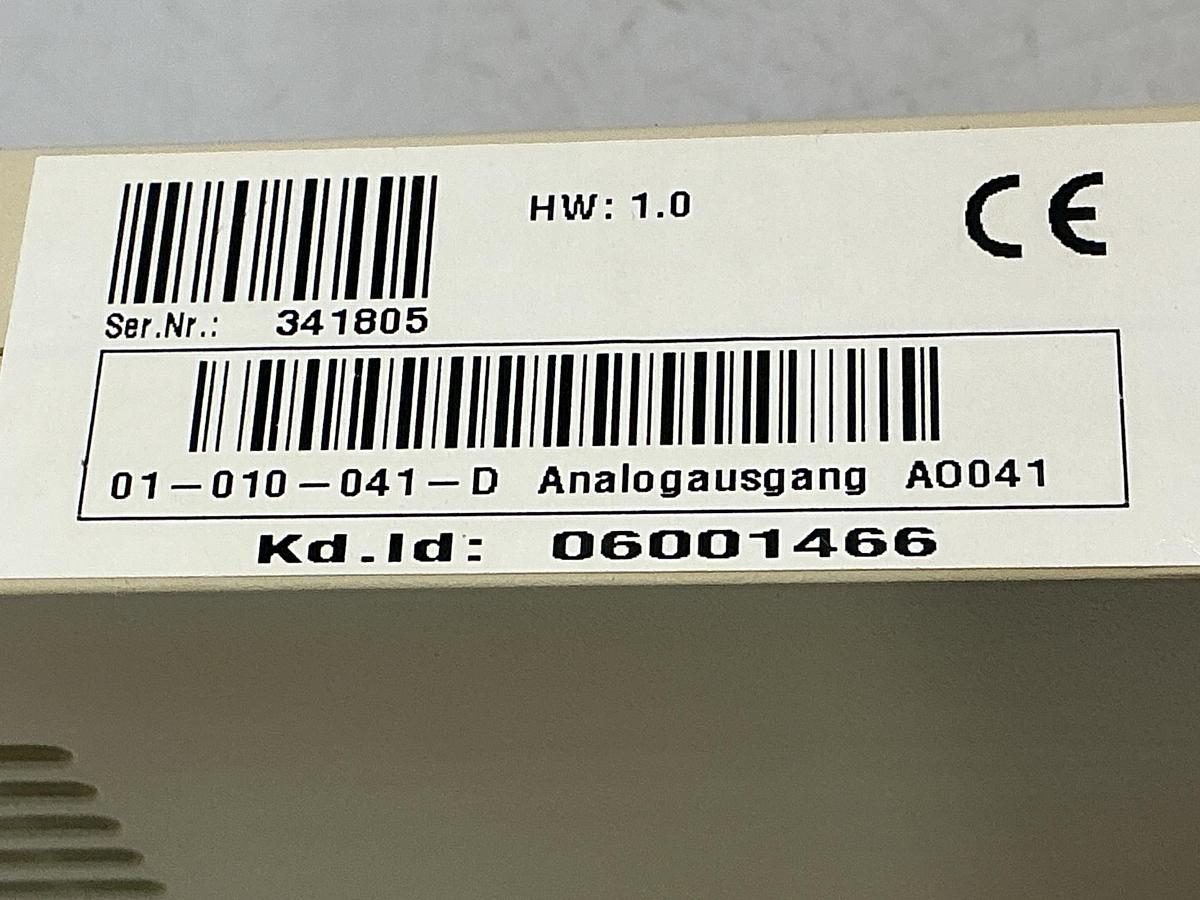 HW: 1.0
CE
Ser.Nr.: 341805
01-010-041-D Analogausgang AO041
Kd.Id: 06001466